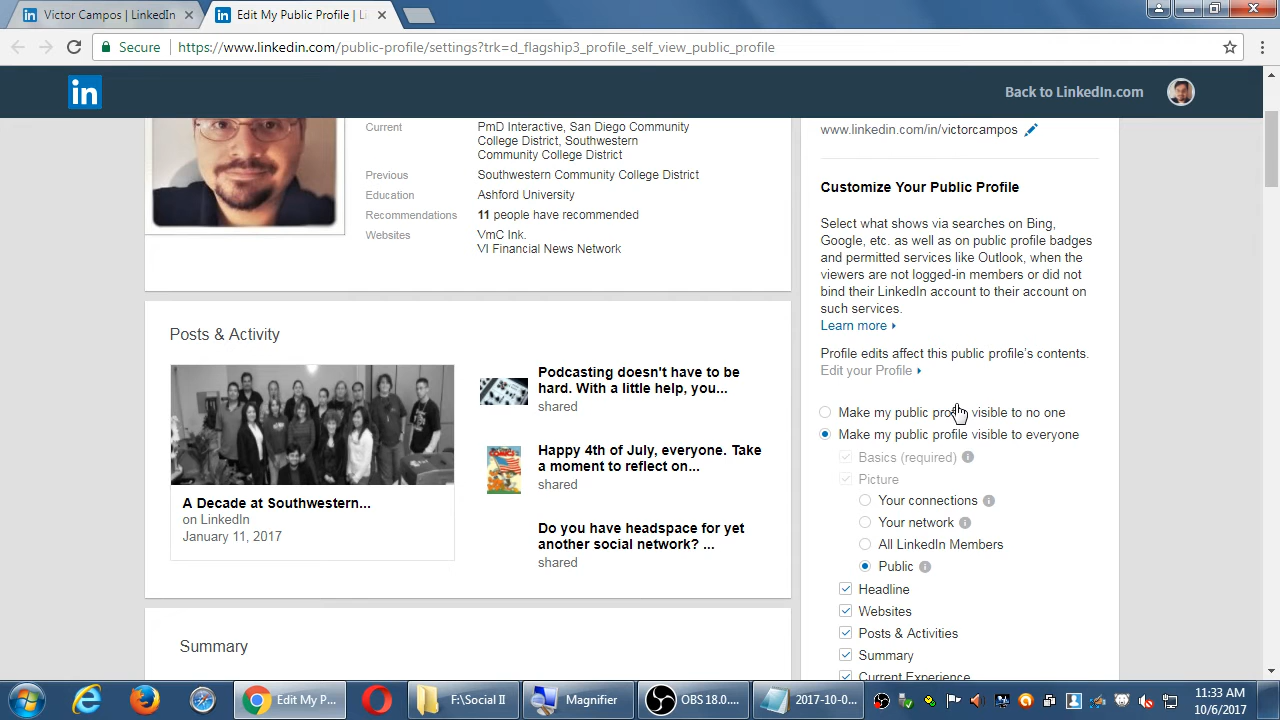 Victor Campos | LinkedIn
Edit My Public Profile | Li
Secure
https://www.linkedin.com/public-profile/settings?trk=d_flagship3_profile_self_view_public_profile
in
Back to LinkedIn.com
Current
PmD Interactive, San Diego Community
College District, Southwestern
Community College District
Previous
Southwestern Community College District
Education
Ashford University
Recommendations
11 people have recommended
Websites
VmC Ink.
VI Financial News Network
Posts & Activity
A Decade at Southwestern...
on LinkedIn
January 11, 2017
Podcasting doesn't have to be
hard. With a little help, you...
shared
Happy 4th of July, everyone. Take
a moment to reflect on...
shared
Do you have headspace for yet
another social network? ...
shared
Summary
www.linkedin.com/in/victorcampos
Customize Your Public Profile
Select what shows via searches on Bing,
Google, etc. as well as on public profile badges
and permitted services like Outlook, when the
viewers are not logged-in members or did not
bind their LinkedIn account to their account on
such services.
Learn more
Profile edits affect this public profile's contents.
Edit your Profile
Make my public profile visible to no one
Make my public profile visible to everyone
Basics (required)
Picture
Your connections
Your network
All LinkedIn Members
Public
Headline
Websites
Posts & Activities
Summary
Current Experience
Edit My P...
F:\Social II
Magnifier
OBS 18.0....
2017-10-0...
11:33 AM
10/6/2017